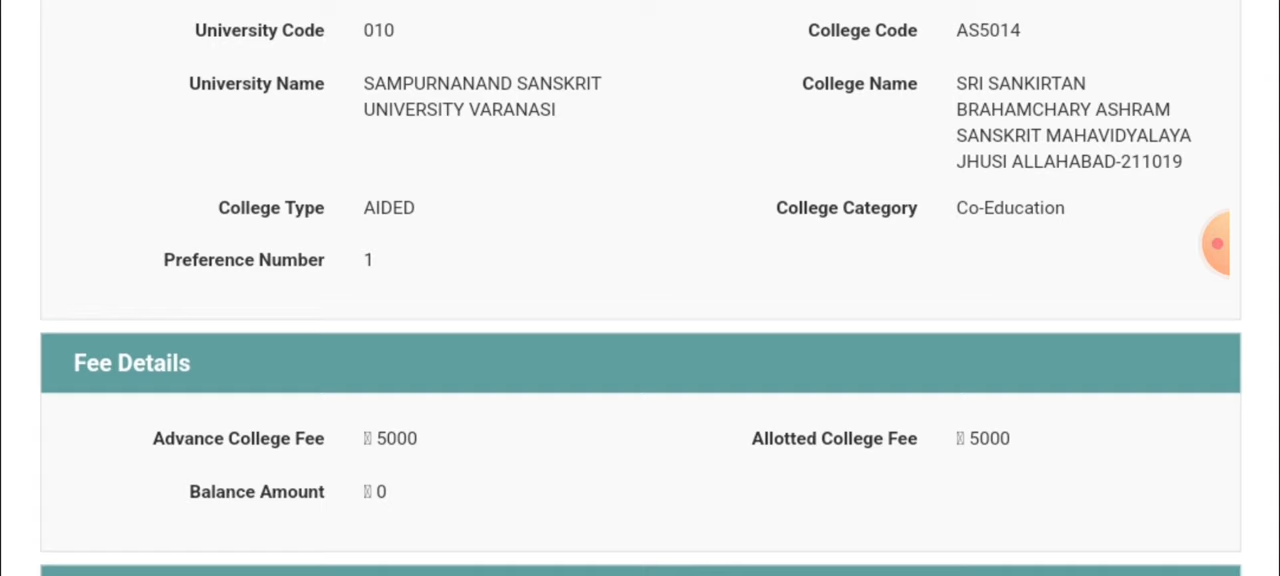 University Code 010 College Code AS5014
University Name SAMPURNANAND SANSKRIT College Name SRI SANKIRTAN
UNIVERSITY VARANASI BRAHAMCHARY ASHRAM
SANSKRIT MAHAVIDYALAYA
JHUSI ALLAHABAD-211019
College Type AIDED College Category Co-Education
Preference Number 1
Fee Details
Advance College Fee 5000 Allotted College Fee 5000
Balance Amount 0